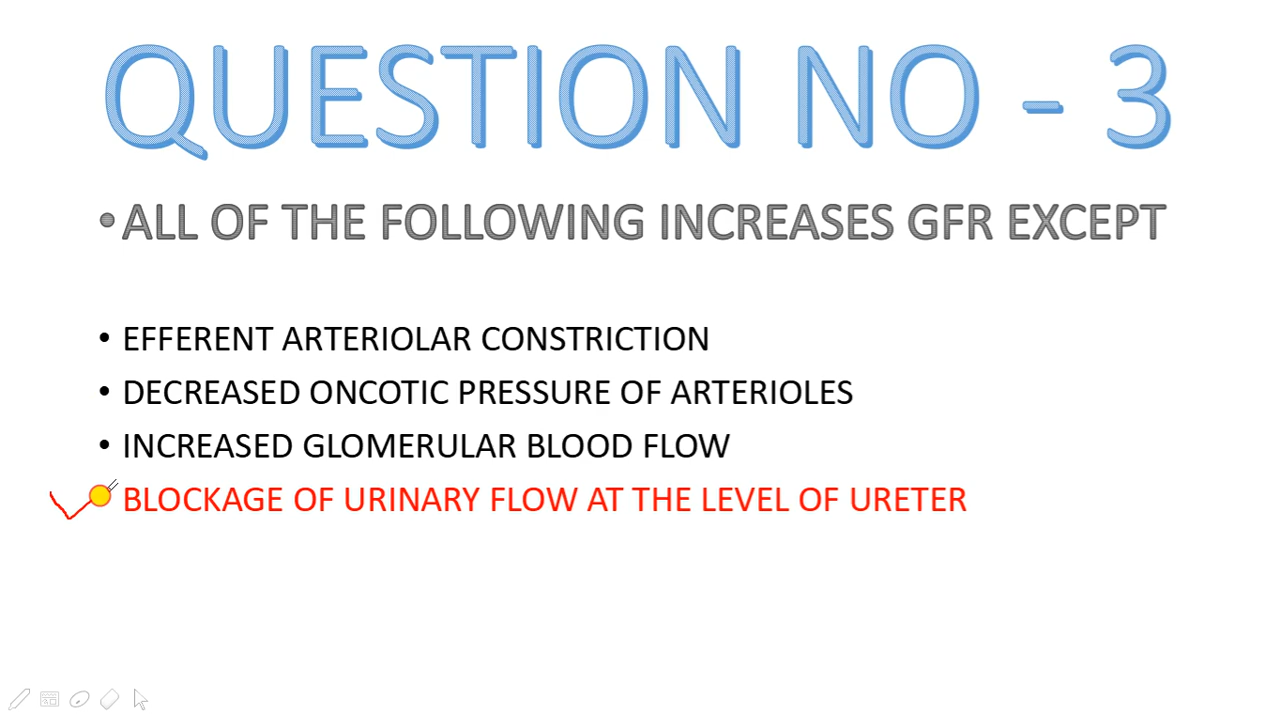 QUESTION NO - 3
•ALL OF THE FOLLOWING INCREASES GFR EXCEPT
• EFFERENT ARTERIOLAR CONSTRICTION
• DECREASED ONCOTIC PRESSURE OF ARTERIOLES
• INCREASED GLOMERULAR BLOOD FLOW
BLOCKAGE OF URINARY FLOW AT THE LEVEL OF URETER